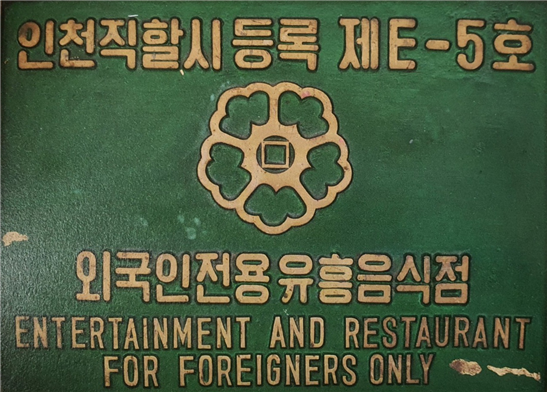 인천직할시 등록 제E-5호
외국인전용유흥음식점
ENTERTAINMENT AND RESTAURANT
FOR FOREIGNERS ONLY